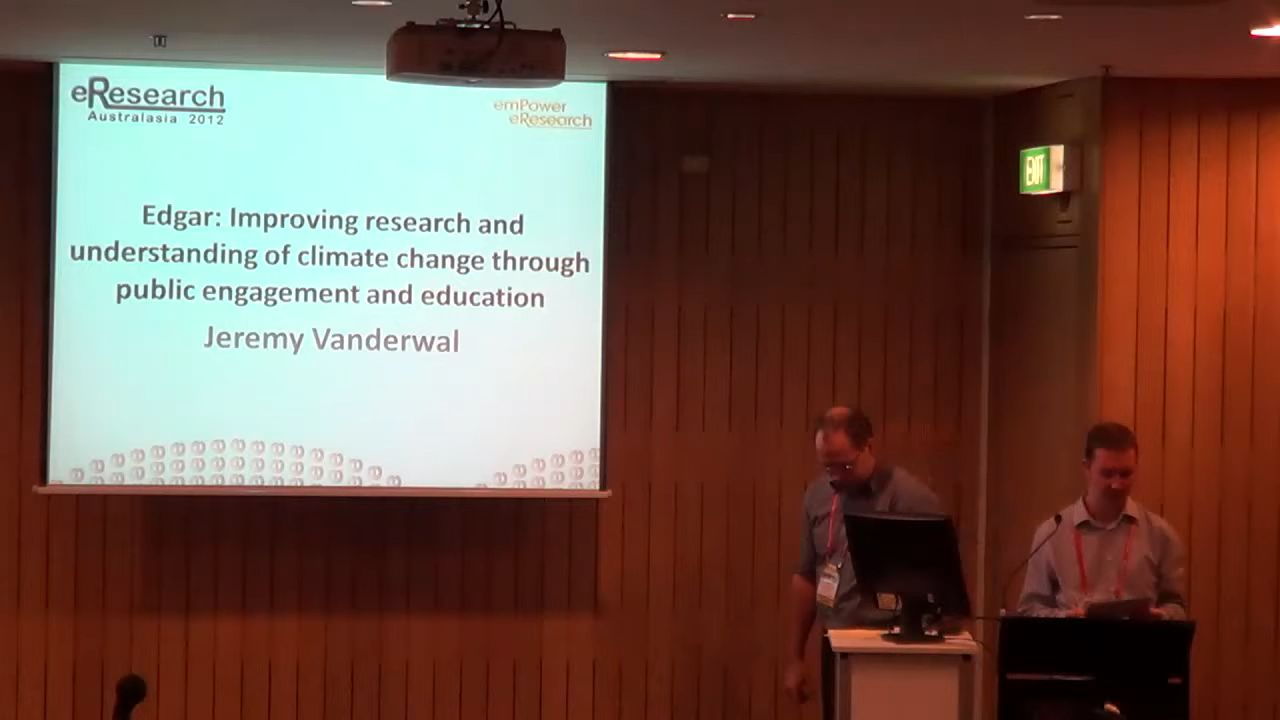 eResearch
Australasia 2012
emPower
eResearch
Edgar: Improving research and
understanding of climate change through
public engagement and education
Jeremy Vanderwal
EXIT